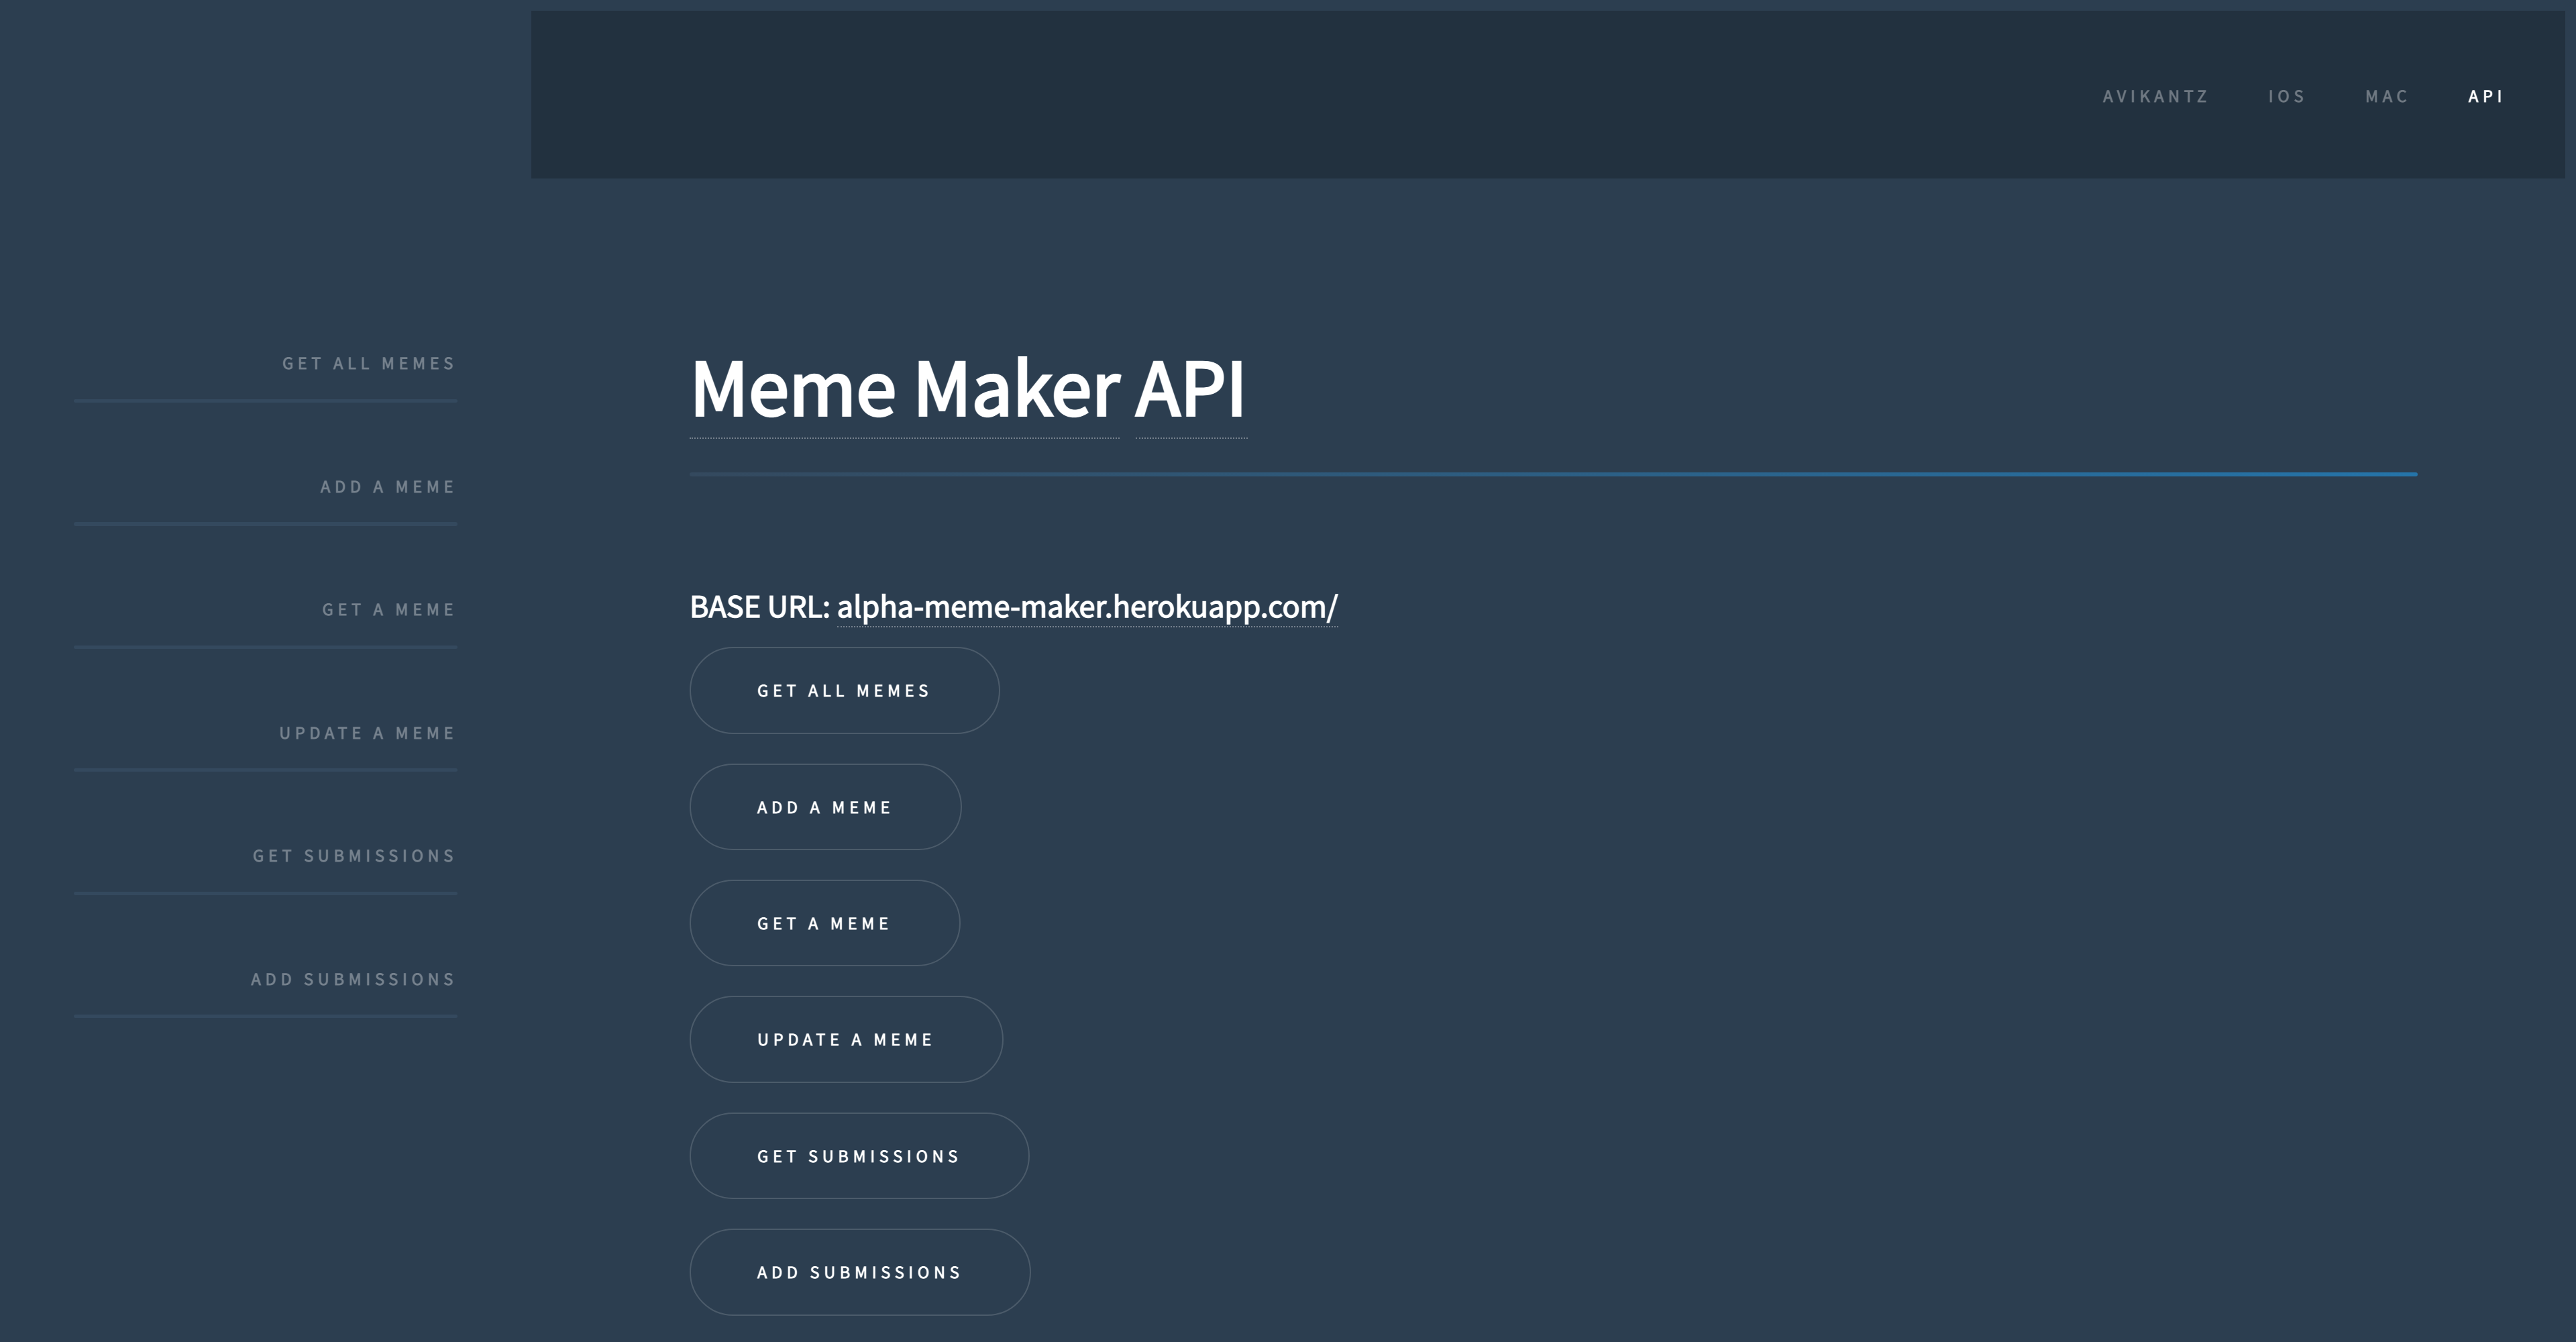 AVIKANTZ IOS MAC API
GET ALL MEMES
ADD A MEME
GET A MEME
UPDATE A MEME
GET SUBMISSIONS
ADD SUBMISSIONS
Meme Maker API
BASE URL: alpha-meme-maker.herokuapp.com/
GET ALL MEMES
ADD A MEME
GET A MEME
UPDATE A MEME
GET SUBMISSIONS
ADD SUBMISSIONS